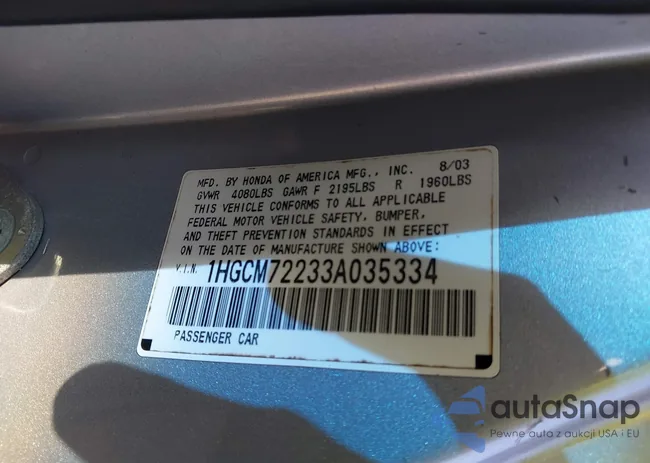 MFD. BY HONDA OF AMERICA MFG., INC. 8/03
GVWR 4080LBS GAWR F 2195LBS R 1960LBS
THIS VEHICLE CONFORMS TO ALL APPLICABLE
FEDERAL MOTOR VEHICLE SAFETY, BUMPER,
AND THEFT PREVENTION STANDARDS IN EFFECT
ON THE DATE OF MANUFACTURE SHOWN ABOVE:
V.I.N. 1HGCM72233A035334
PASSENGER CAR
autaSnap
Pewne auta z aukcji USA i EU